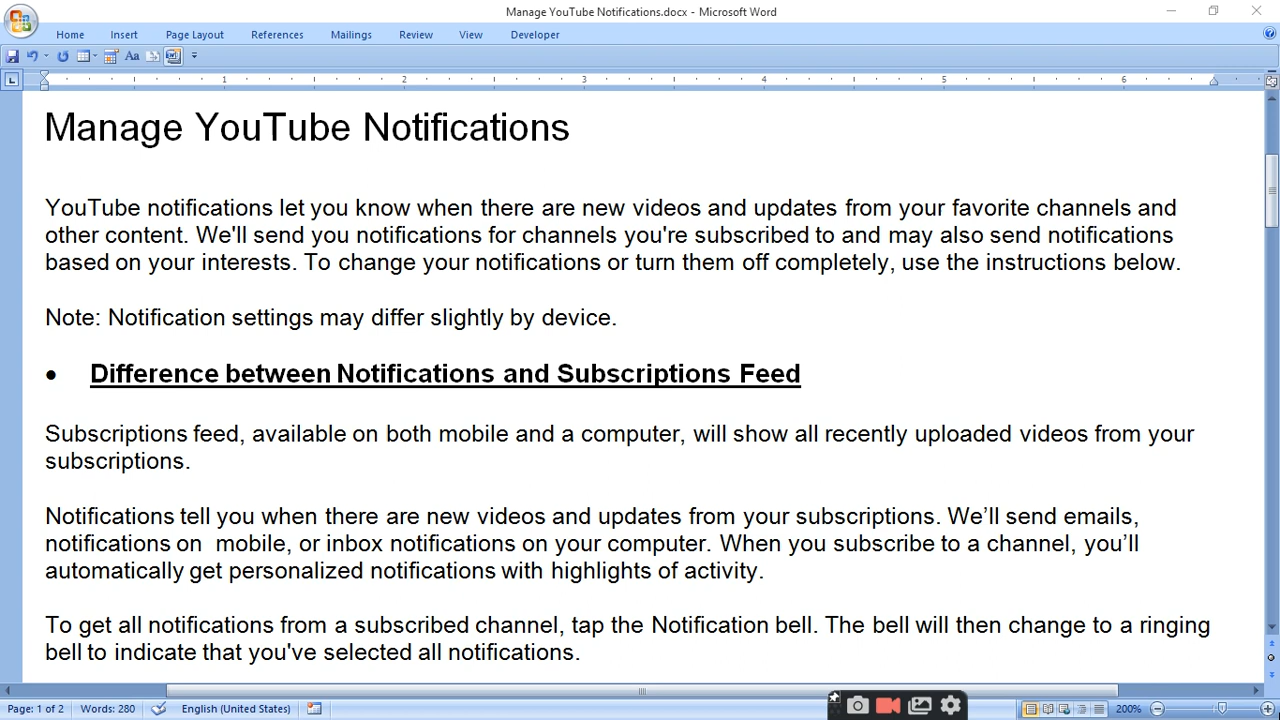 Manage YouTube Notifications.docx - Microsoft Word
Home Insert Page Layout References Mailings Review View Developer
Aa
1 2 3 4 5 6
Manage YouTube Notifications
YouTube notifications let you know when there are new videos and updates from your favorite channels and
other content. We'll send you notifications for channels you're subscribed to and may also send notifications
based on your interests. To change your notifications or turn them off completely, use the instructions below.
Note: Notification settings may differ slightly by device.
• Difference between Notifications and Subscriptions Feed
Subscriptions feed, available on both mobile and a computer, will show all recently uploaded videos from your
subscriptions.
Notifications tell you when there are new videos and updates from your subscriptions. We’ll send emails,
notifications on  mobile, or inbox notifications on your computer. When you subscribe to a channel, you’ll
automatically get personalized notifications with highlights of activity.
To get all notifications from a subscribed channel, tap the Notification bell. The bell will then change to a ringing
bell to indicate that you've selected all notifications.
Page: 1 of 2 Words: 280 English (United States) 200%